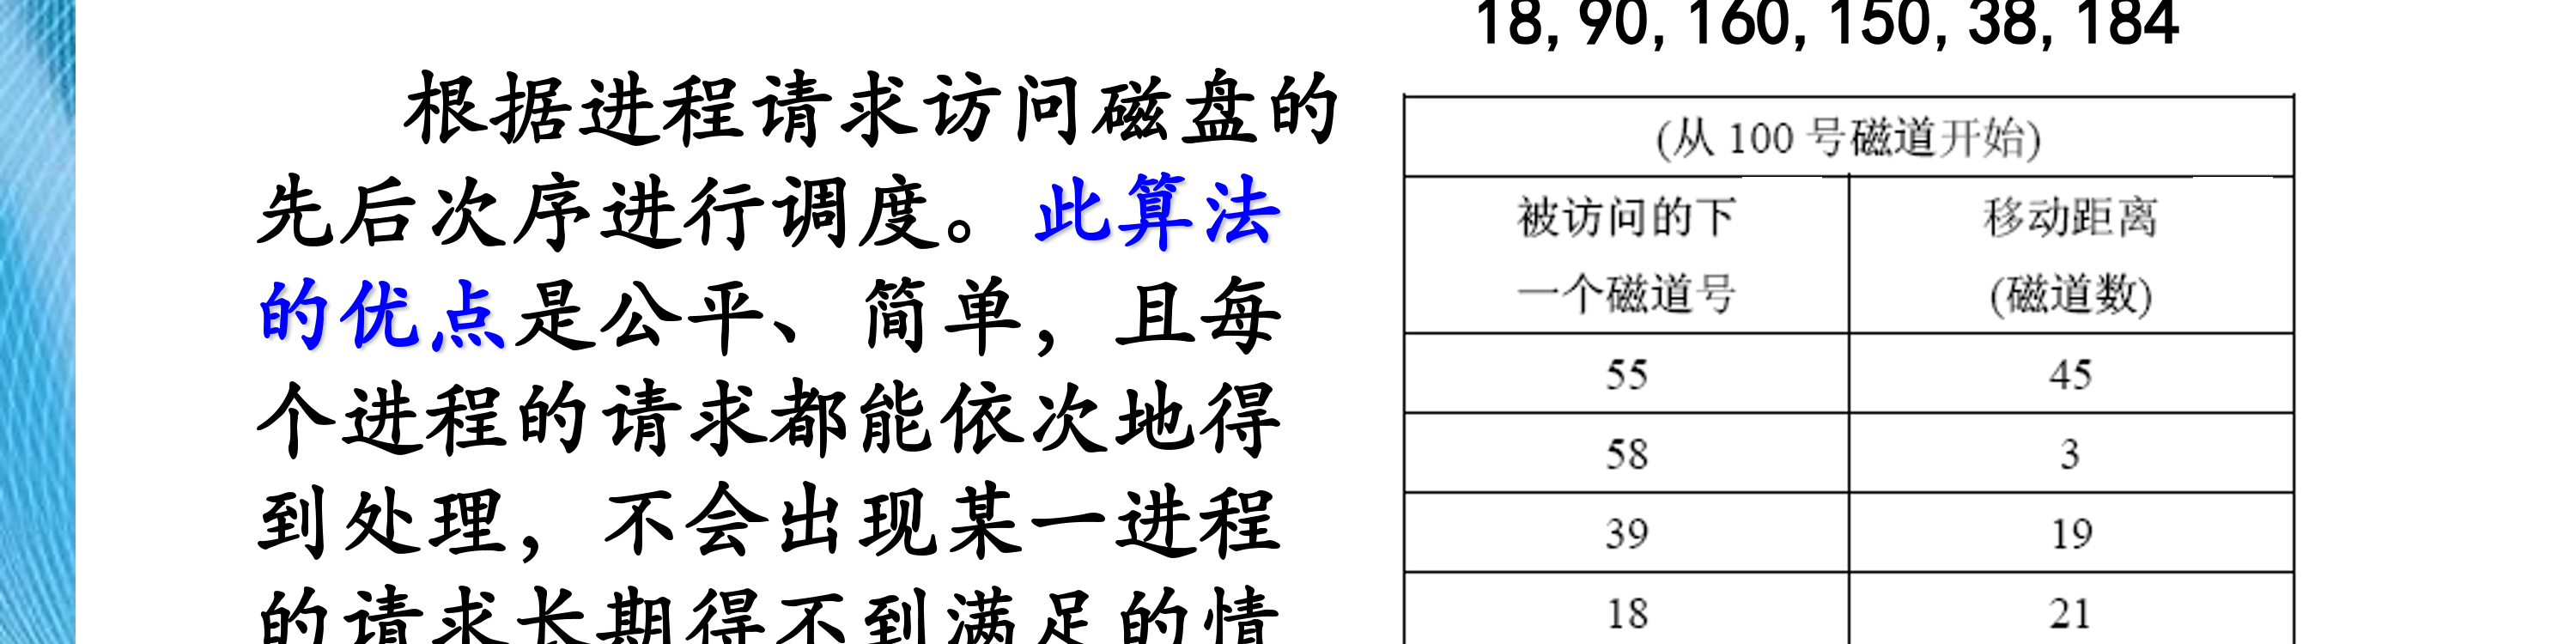 18,90,160,150,38,184
根据进程请求访问磁盘的
先后次序进行调度。此算法
的优点是公平、简单，且每
个进程的请求都能依次地得
到处理，不会出现某一进程
的请求长期得不到满足的情
(从 100 号磁道开始)
被访问的下
一个磁道号
移动距离
(磁道数)
55 45
58 3
39 19
18 21